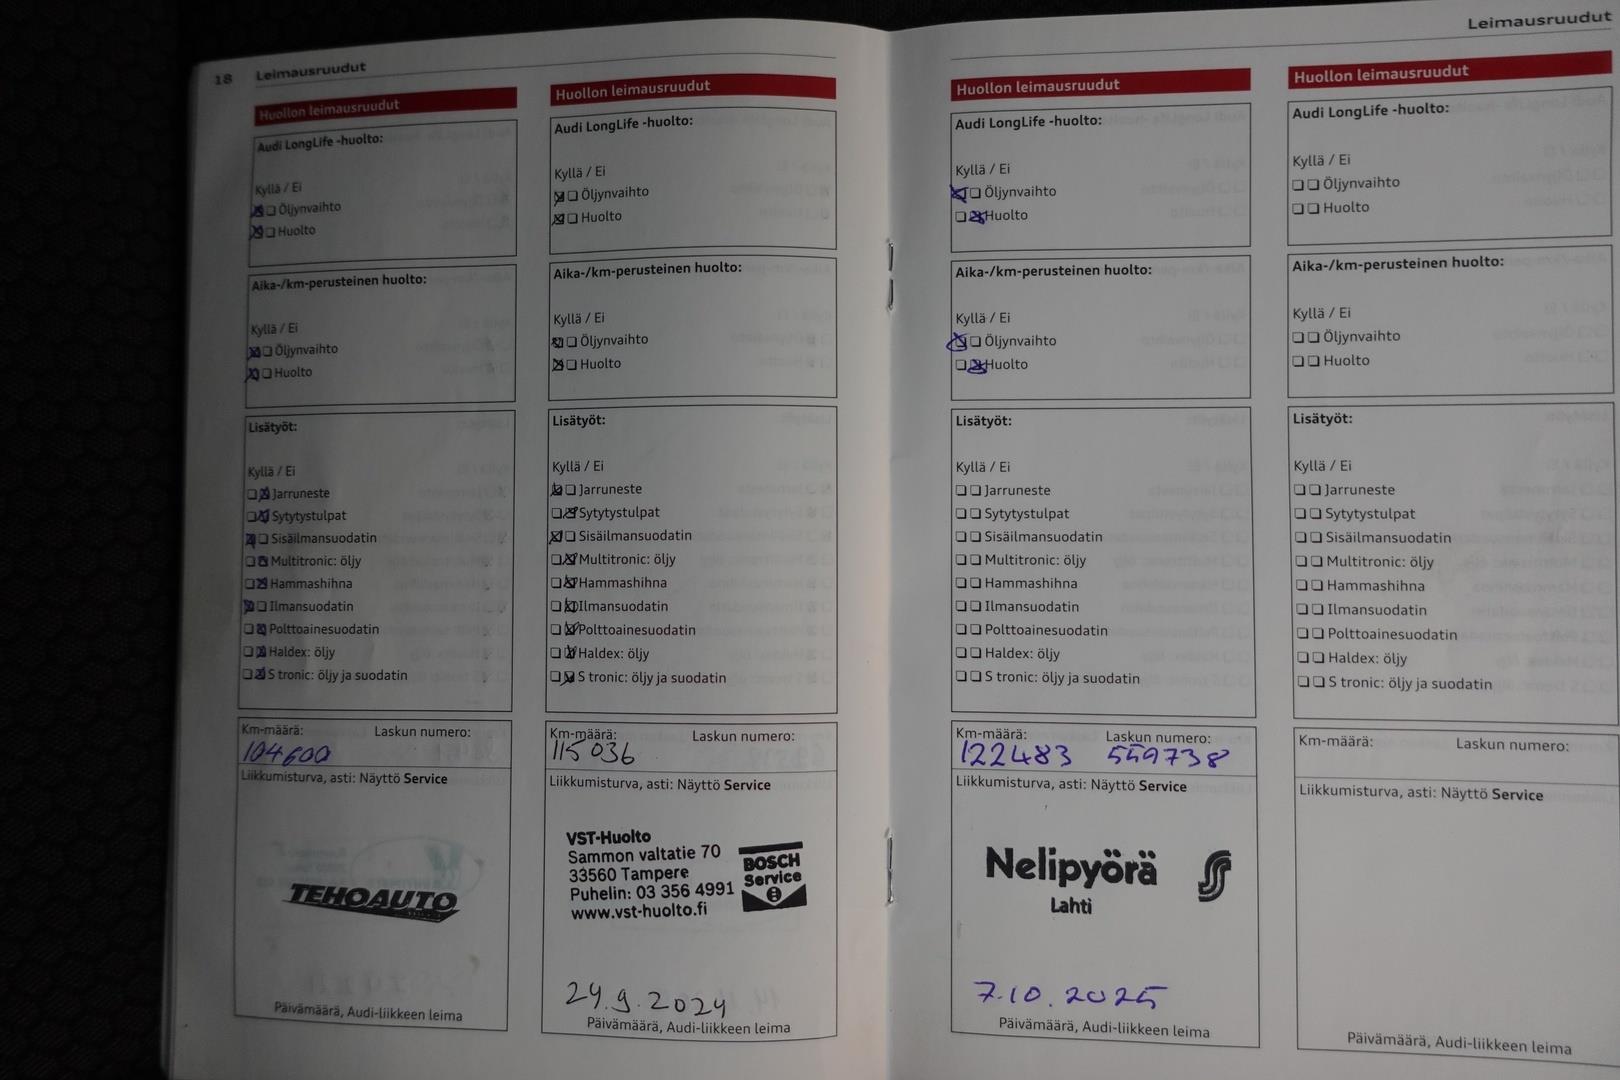 18 Leimausruudut
Huollon leimausruudut
Audi LongLife -huolto:
Kyllä / Ei
Öljynvaihto
Huolto
Aika-/km-perusteinen huolto:
Kyllä / Ei
Öljynvaihto
Huolto
Lisätyöt:
Kyllä / Ei
Jarruneste
Sytytystulpat
Sisäilmansuodatin
Multitronic: öljy
Hammashihna
Ilmansuodatin
Polttoainesuodatin
Haldex: öljy
S tronic: öljy ja suodatin
Km-määrä: Laskun numero:
104600
Liikkumisturva, asti: Näyttö Service
TEHOAUTO
Päivämäärä, Audi-liikkeen leima
Huollon leimausruudut
Audi LongLife -huolto:
Kyllä / Ei
Öljynvaihto
Huolto
Aika-/km-perusteinen huolto:
Kyllä / Ei
Öljynvaihto
Huolto
Lisätyöt:
Kyllä / Ei
Jarruneste
Sytytystulpat
Sisäilmansuodatin
Multitronic: öljy
Hammashihna
Ilmansuodatin
Polttoainesuodatin
Haldex: öljy
S tronic: öljy ja suodatin
Km-määrä: Laskun numero:
115036
Liikkumisturva, asti: Näyttö Service
VST-Huolto
Sammon valtatie 70
33560 Tampere
Puhelin: 03 356 4991
www.vst-huolto.fi
BOSCH
Service
24.9.2024
Päivämäärä, Audi-liikkeen leima
Leimausruudut
Huollon leimausruudut
Audi LongLife -huolto:
Kyllä / Ei
Öljynvaihto
Huolto
Aika-/km-perusteinen huolto:
Kyllä / Ei
Öljynvaihto
Huolto
Lisätyöt:
Kyllä / Ei
Jarruneste
Sytytystulpat
Sisäilmansuodatin
Multitronic: öljy
Hammashihna
Ilmansuodatin
Polttoainesuodatin
Haldex: öljy
S tronic: öljy ja suodatin
Km-määrä: Laskun numero:
122483 559738
Liikkumisturva, asti: Näyttö Service
Nelipyörä
Lahti
7.10.2025
Päivämäärä, Audi-liikkeen leima
Huollon leimausruudut
Audi LongLife -huolto:
Kyllä / Ei
Öljynvaihto
Huolto
Aika-/km-perusteinen huolto:
Kyllä / Ei
Öljynvaihto
Huolto
Lisätyöt:
Kyllä / Ei
Jarruneste
Sytytystulpat
Sisäilmansuodatin
Multitronic: öljy
Hammashihna
Ilmansuodatin
Polttoainesuodatin
Haldex: öljy
S tronic: öljy ja suodatin
Km-määrä: Laskun numero:
Liikkumisturva, asti: Näyttö Service
Päivämäärä, Audi-liikkeen leima